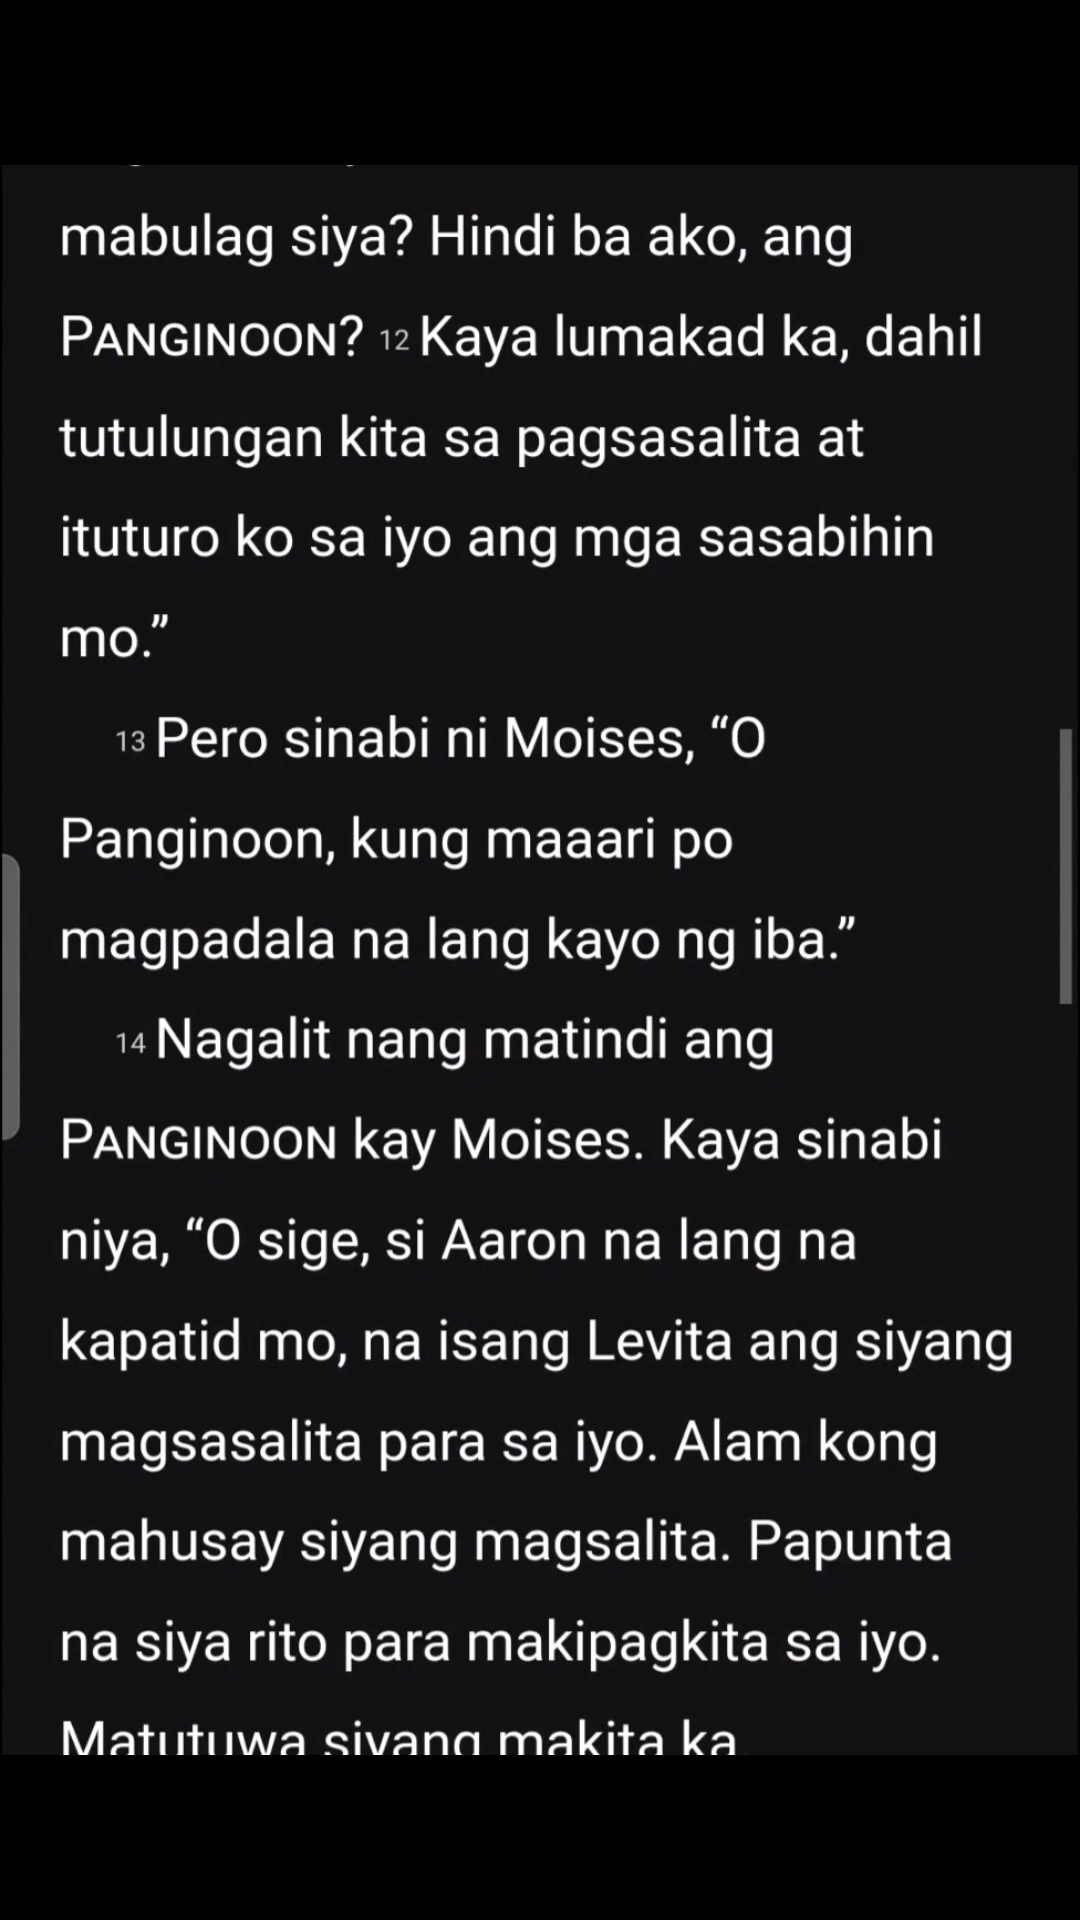 mabulag siya? Hindi ba ako, ang
PANGINOON? 12 Kaya lumakad ka, dahil
tutulungan kita sa pagsasalita at
ituturo ko sa iyo ang mga sasabihin
mo.”
13 Pero sinabi ni Moises, “O
Panginoon, kung maaari po
magpadala na lang kayo ng iba.”
14 Nagalit nang matindi ang
PANGINOON kay Moises. Kaya sinabi
niya, “O sige, si Aaron na lang na
kapatid mo, na isang Levita ang siyang
magsasalita para sa iyo. Alam kong
mahusay siyang magsalita. Papunta
na siya rito para makipagkita sa iyo.
Matutuwa siyang makita ka.